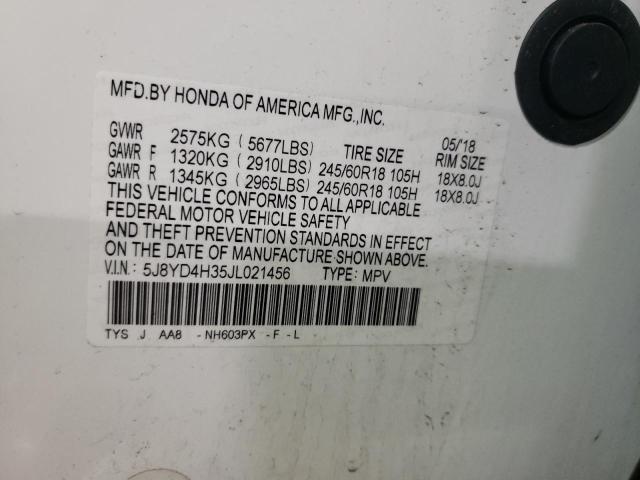 MFD.BY HONDA OF AMERICA MFG.,INC.
05/'18
GVWR 2575KG (5677LBS) TIRE SIZE RIM SIZE
GAWR F 1320KG (2910LBS) 245/60R18 105H 18X8.0J
GAWR R 1345KG (2965LBS) 245/60R18 105H 18X8.0J
THIS VEHICLE CONFORMS TO ALL APPLICABLE
FEDERAL MOTOR VEHICLE SAFETY
AND THEFT PREVENTION STANDARDS IN EFFECT
ON THE DATE OF MANUFACTURE SHOWN ABOVE.
V.I.N.: 5J8YD4H35JL021456 TYPE: MPV
TYS J AA8 -NH603PX -F -L